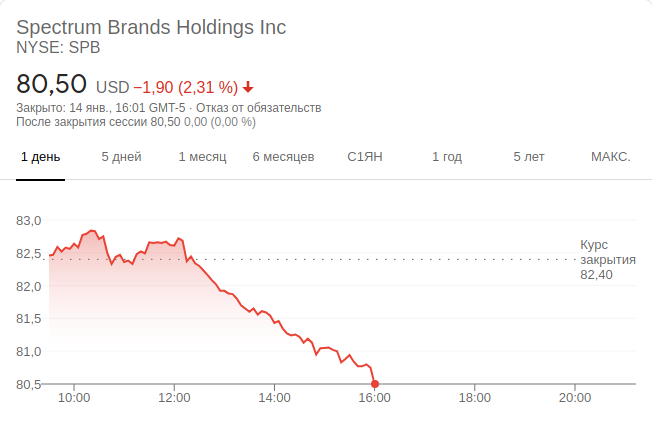 Spectrum Brands Holdings Inc
NYSE: SPB
80,50 USD −1,90 (2,31 %)
Закрыто: 14 янв., 16:01 GMT-5 · Отказ от обязательств
После закрытия сессии 80,50 0,00 (0,00 %)
1 день 5 дней 1 месяц 6 месяцев С1ЯН 1 год 5 лет МАКС.
83,0
82,5
82,0
81,5
81,0
80,5
Курс
закрытия
82,40
10:00 12:00 14:00 16:00 18:00 20:00